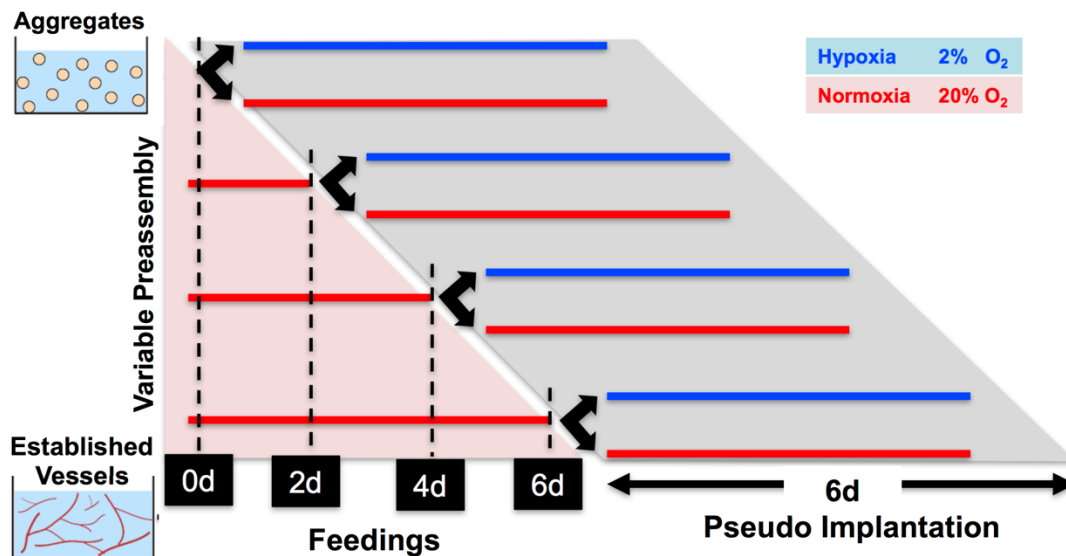 Aggregates
Hypoxia 2% O₂
Normoxia 20% O₂
Variable Preassembly
Established
Vessels
0d
2d
4d
6d
6d
Feedings
Pseudo Implantation